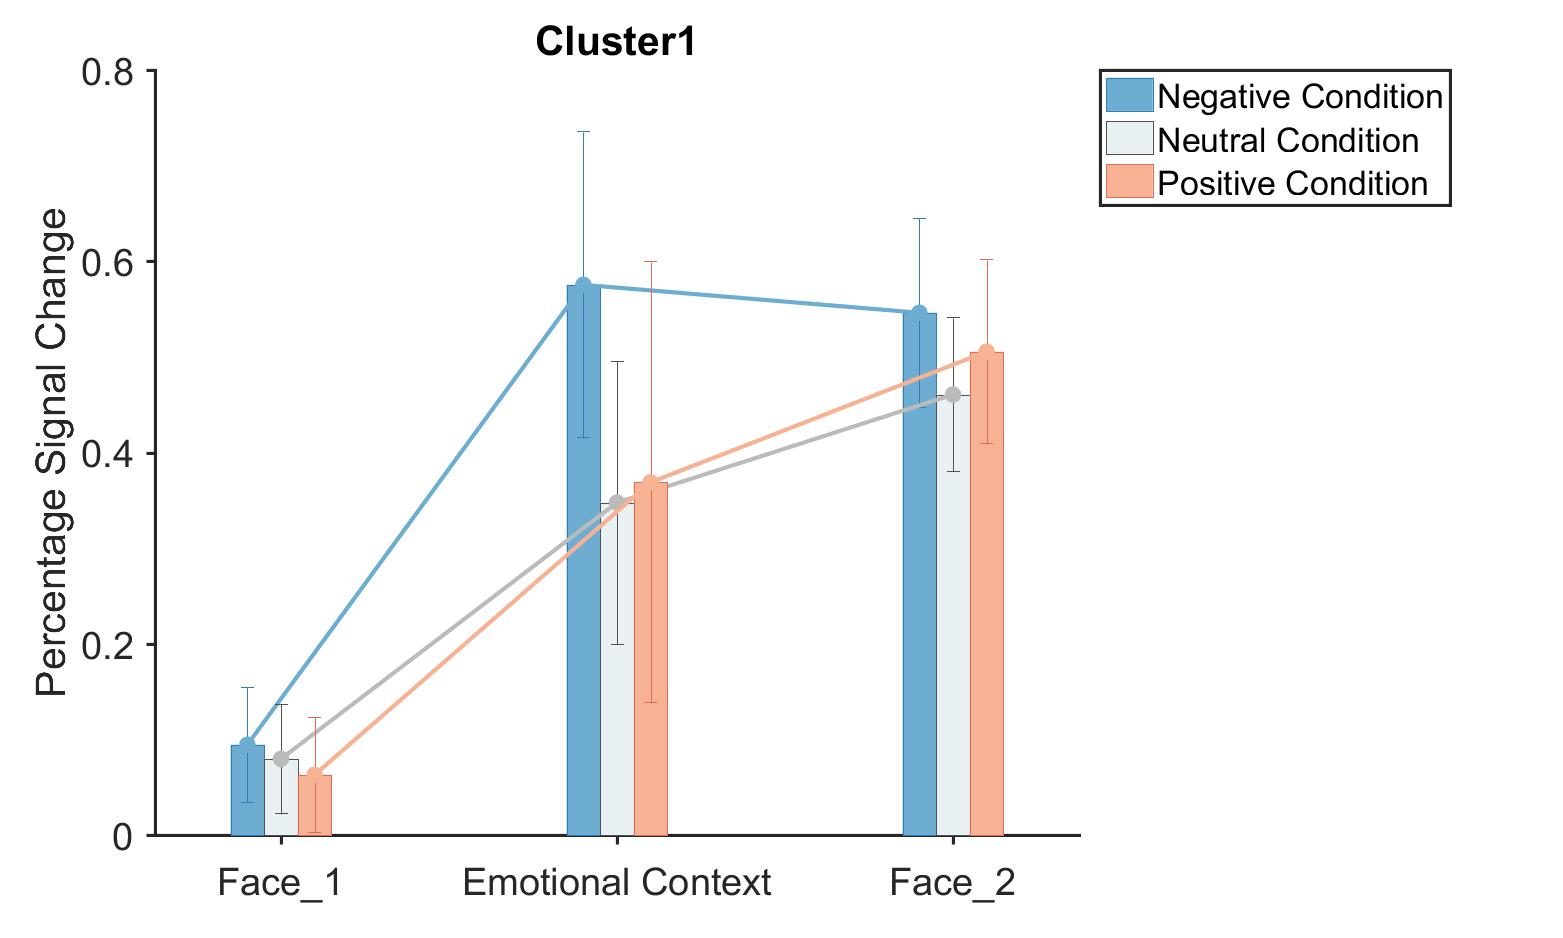 Cluster1
Percentage Signal Change
0.8
0.6
0.4
0.2
0
Face_1
Emotional Context
Face_2
Negative Condition
Neutral Condition
Positive Condition